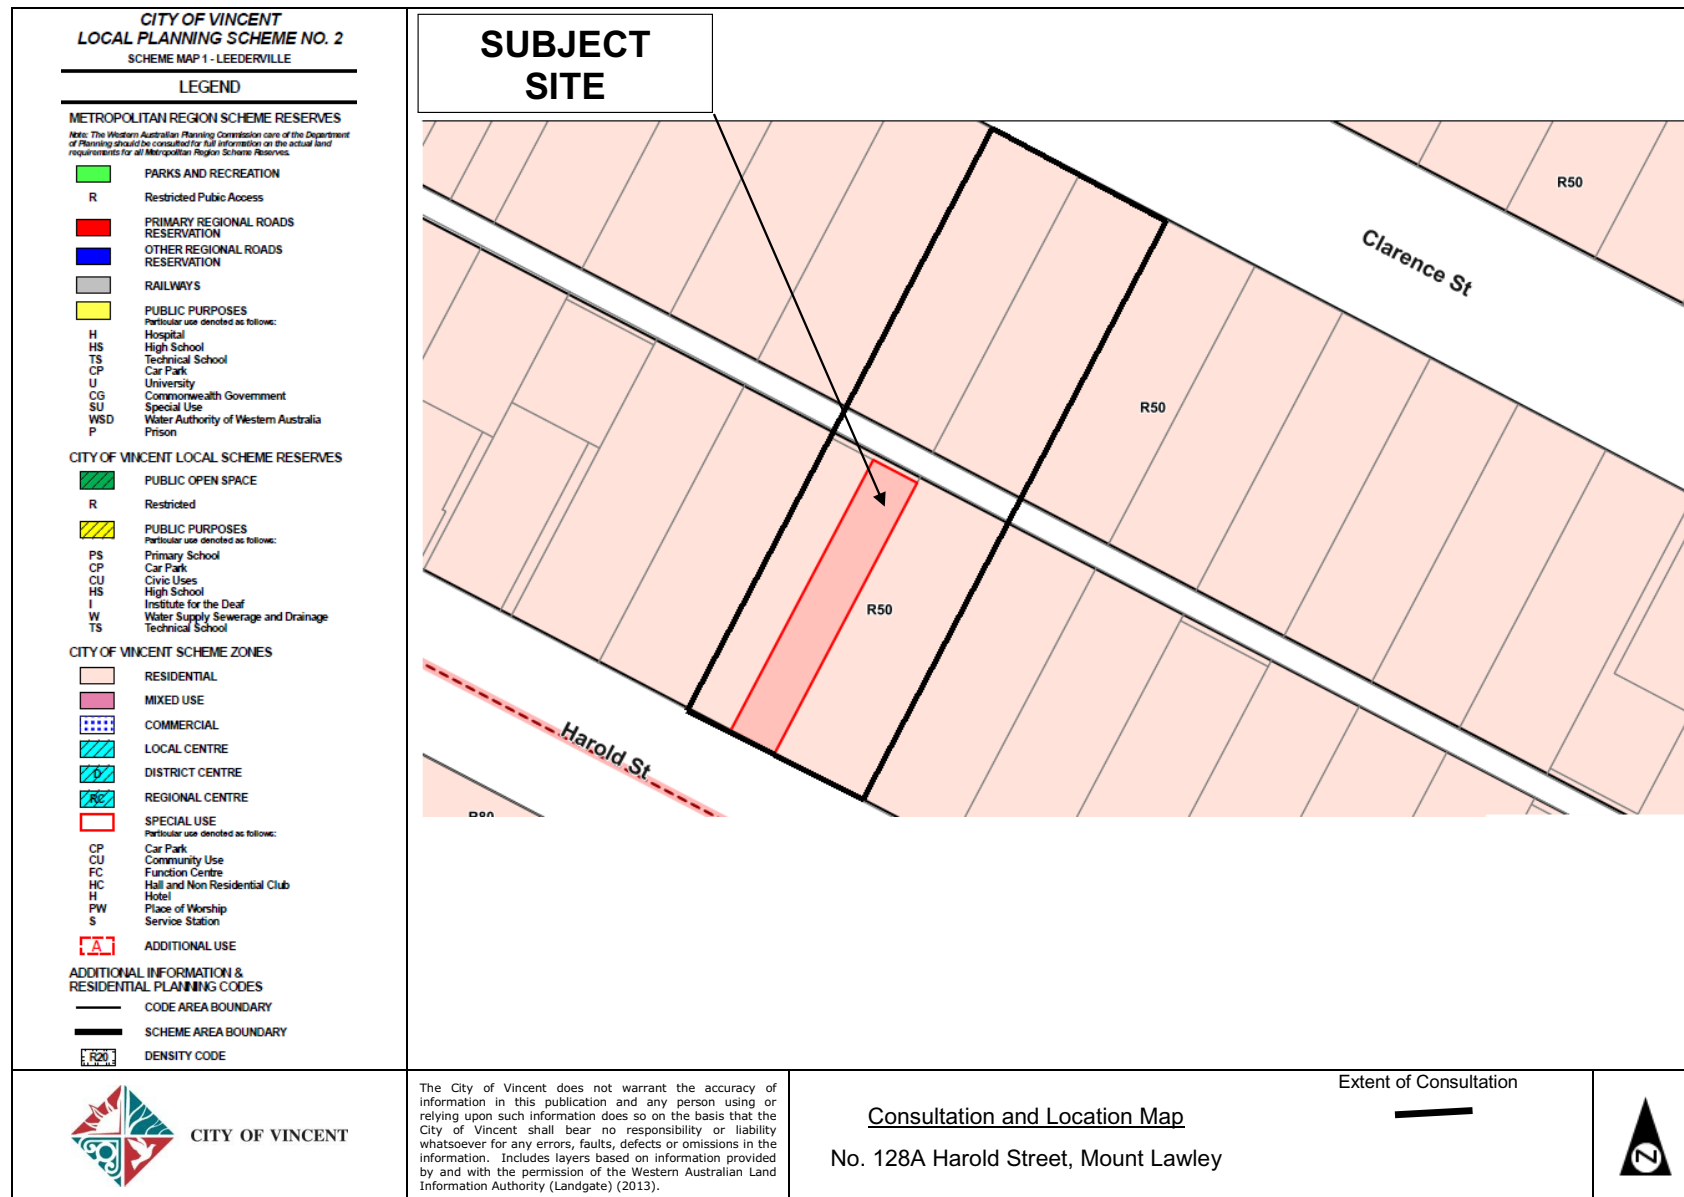 CITY OF VINCENT
LOCAL PLANNING SCHEME NO. 2
SCHEME MAP 1 - LEEDERVILLE
LEGEND
METROPOLITAN REGION SCHEME RESERVES
Note: The Western Australian Planning Commission care of the Department
of Planning should be consulted for full information on the actual land
requirements for all Metropolitan Region Scheme Reserves.
PARKS AND RECREATION
R Restricted Pubic Access
PRIMARY REGIONAL ROADS
RESERVATION
OTHER REGIONAL ROADS
RESERVATION
RAILWAYS
PUBLIC PURPOSES
Particular use denoted as follows:
H Hospital
HS High School
TS Technical School
CP Car Park
U University
CG Commonwealth Government
SU Special Use
WSD Water Authority of Western Australia
P Prison
CITY OF VINCENT LOCAL SCHEME RESERVES
PUBLIC OPEN SPACE
R Restricted
PUBLIC PURPOSES
Particular use denoted as follows:
PS Primary School
CP Car Park
CU Civic Uses
HS High School
I Institute for the Deaf
W Water Supply Sewerage and Drainage
TS Technical School
CITY OF VINCENT SCHEME ZONES
RESIDENTIAL
MIXED USE
COMMERCIAL
LOCAL CENTRE
D DISTRICT CENTRE
RC REGIONAL CENTRE
SPECIAL USE
Particular use denoted as follows:
CP Car Park
CU Community Use
FC Function Centre
HC Hall and Non Residential Club
H Hotel
PW Place of Worship
S Service Station
A ADDITIONAL USE
ADDITIONAL INFORMATION &
RESIDENTIAL PLANNING CODES
CODE AREA BOUNDARY
SCHEME AREA BOUNDARY
R20 DENSITY CODE
SUBJECT
SITE
R50
Clarence St
R50
R50
Harold St
R80
CITY OF VINCENT
The City of Vincent does not warrant the accuracy of
information in this publication and any person using or
relying upon such information does so on the basis that the
City of Vincent shall bear no responsibility or liability
whatsoever for any errors, faults, defects or omissions in the
information. Includes layers based on information provided
by and with the permission of the Western Australian Land
Information Authority (Landgate) (2013).
Consultation and Location Map
No. 128A Harold Street, Mount Lawley
Extent of Consultation
N